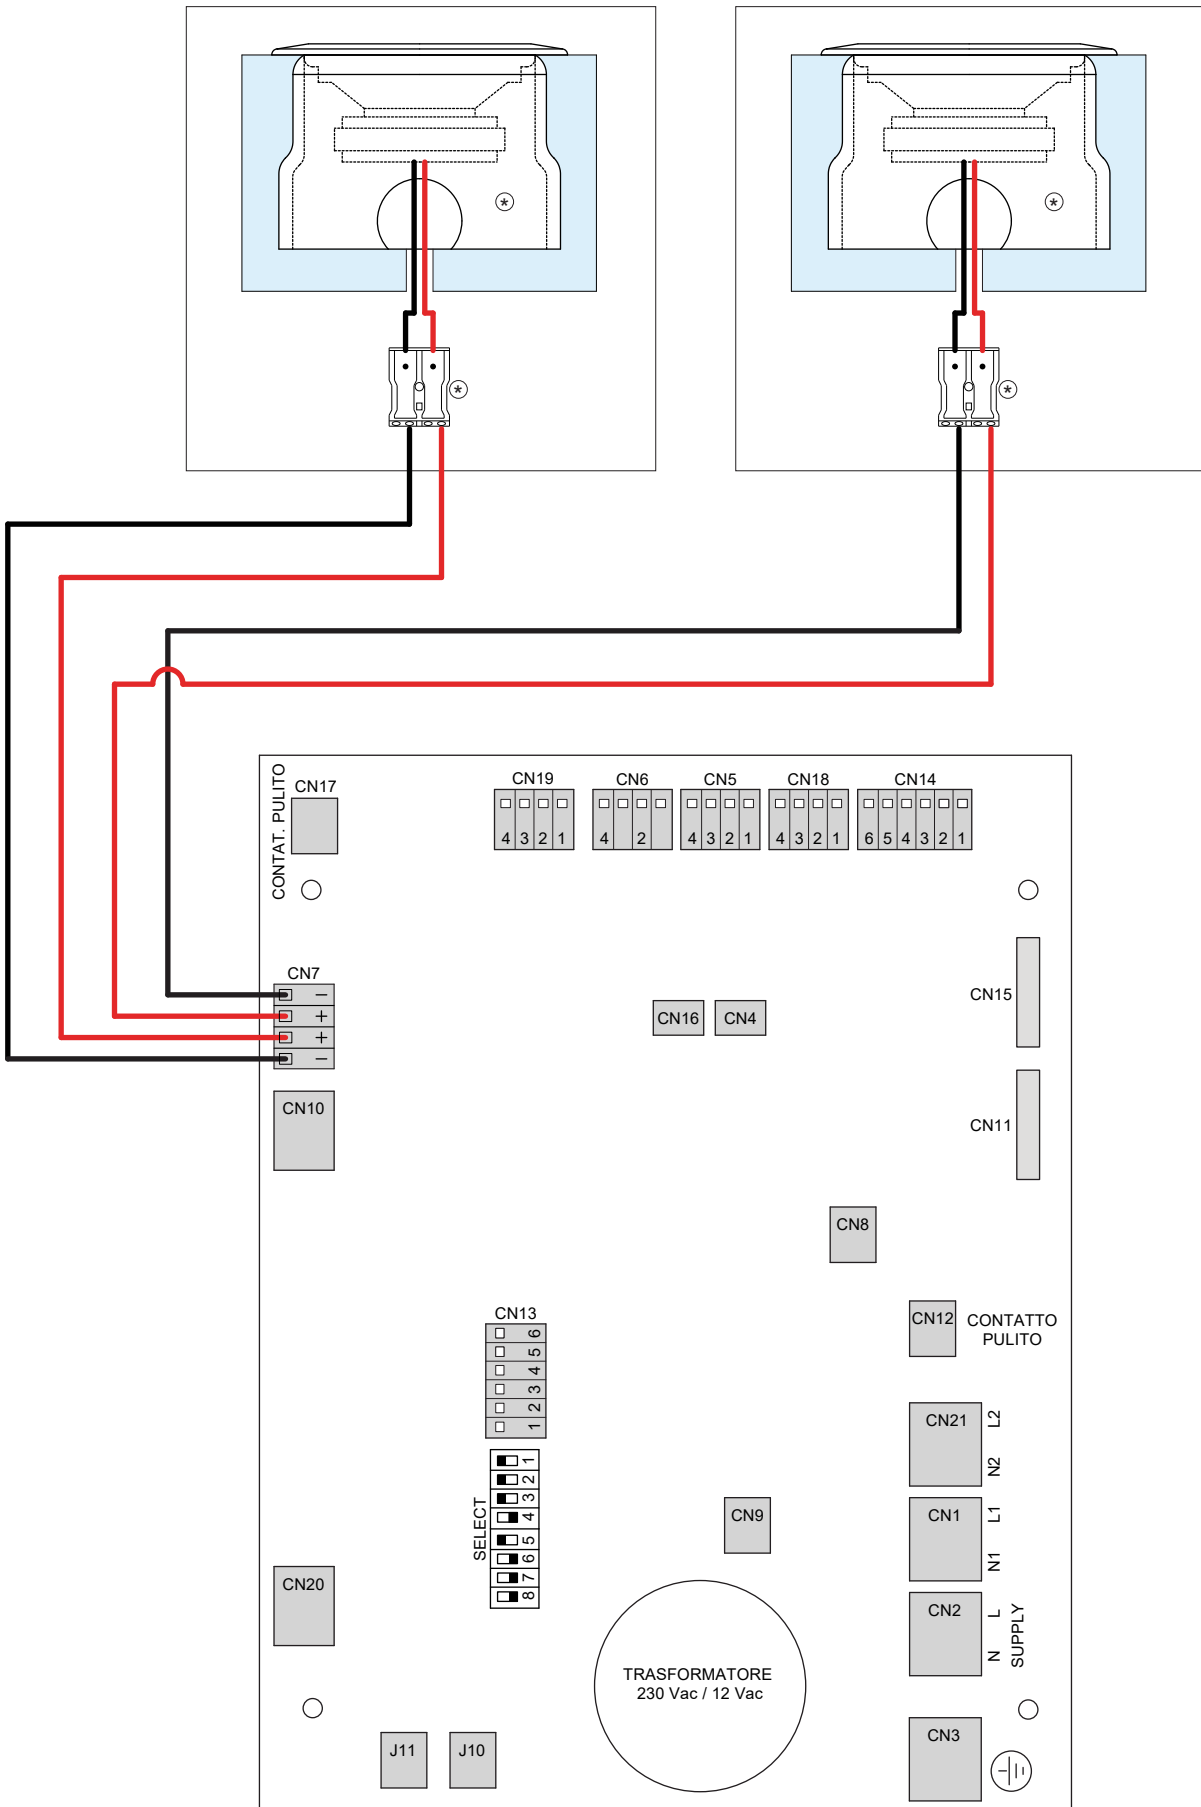 *
*
*
*
CONTAT. PULITO
CN17
CN19
4 3 2 1
CN6
4 2
CN5
4 3 2 1
CN18
4 3 2 1
CN14
6 5 4 3 2 1
CN7
−
+
+
−
CN16
CN4
CN15
CN10
CN11
CN8
CN12
CONTATTO
PULITO
CN13
6
5
4
3
2
1
SELECT
1
2
3
4
5
6
7
8
CN21
L2
N2
CN9
CN1
L1
N1
CN20
CN2
L
N
SUPPLY
TRASFORMATORE
230 Vac / 12 Vac
J11
J10
CN3